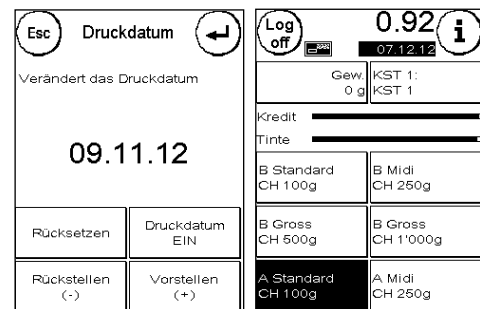 Esc
Druckdatum
Verändert das Druckdatum
09.11.12
Rücksetzen
Druckdatum
EIN
Rückstellen
(-)
Vorstellen
(+)
Log
off
0.92
07.12.12
i
Gew.
0 g
KST 1:
KST 1
Kredit
Tinte
B Standard
CH 100g
B Midi
CH 250g
B Gross
CH 500g
B Gross
CH 1'000g
A Standard
CH 100g
A Midi
CH 250g